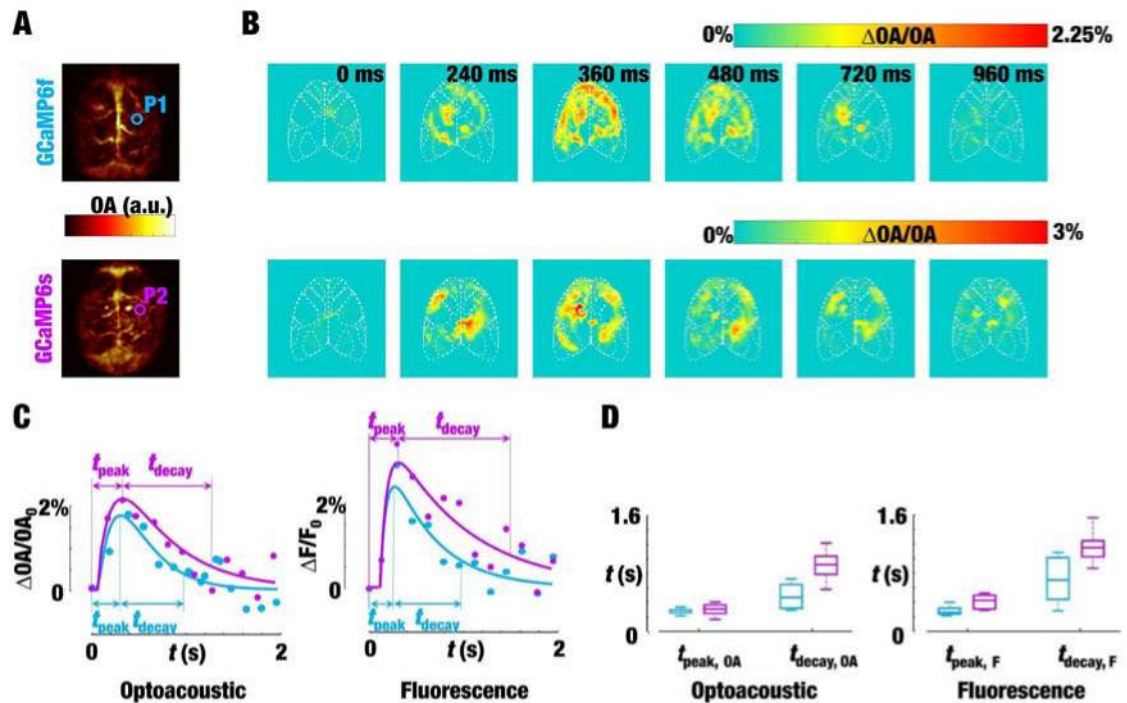 A
B
0% ΔOA/OA 2.25%
GCaMP6f
P1
0 ms 240 ms 360 ms 480 ms 720 ms 960 ms
OA (a.u.)
0% ΔOA/OA 3%
GCaMP6s
P2
C
ΔOA/OA0
2%
0
tpeak tdecay
tpeak tdecay
0 t (s) 2
Optoacoustic
ΔF/F0
2%
0
tpeak tdecay
tpeak tdecay
0 2
Fluorescence
D
1.6
t (s)
0
tpeak, OA tdecay, OA
Optoacoustic
1.6
t (s)
0
tpeak, F tdecay, F
Fluorescence